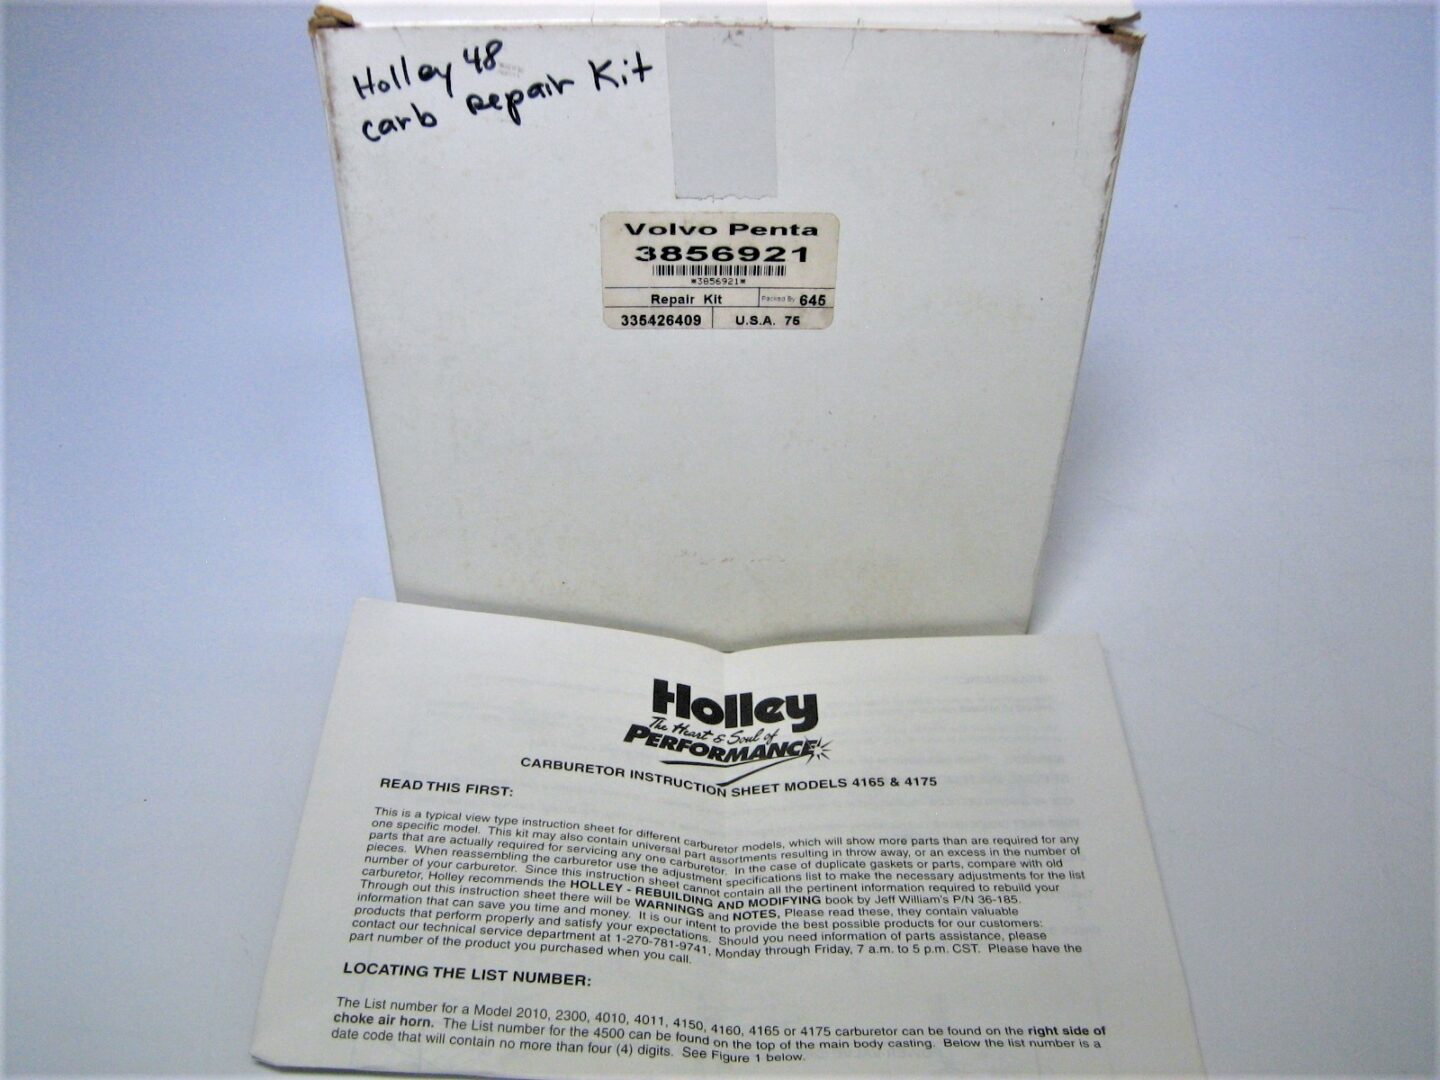 Holley 48
carb repair Kit
Volvo Penta
3856921
*3856921*
Repair Kit Packed By 645
335426409 U.S.A. 75
Holley
The Heart & Soul of
PERFORMANCE
CARBURETOR INSTRUCTION SHEET MODELS 4165 & 4175
READ THIS FIRST:
This is a typical view type instruction sheet for different carburetor models, which will show more parts than are required for any
one specific model. This kit may also contain universal part assortments resulting in throw away, or an excess in the number of
parts that are actually required for servicing any one carburetor. In the case of duplicate gaskets or parts, compare with old
pieces. When reassembling the carburetor use the adjustment specifications list to make the necessary adjustments for the list
number of your carburetor. Since this instruction sheet cannot contain all the pertinent information required to rebuild your
carburetor, Holley recommends the HOLLEY - REBUILDING AND MODIFYING book by Jeff William's P/N 36-185.
Through out this instruction sheet there will be WARNINGS and NOTES, Please read these, they contain valuable
information that can save you time and money. It is our intent to provide the best possible products for our customers:
products that perform properly and satisfy your expectations. Should you need information of parts assistance, please
contact our technical service department at 1-270-781-9741, Monday through Friday, 7 a.m. to 5 p.m. CST. Please have the
part number of the product you purchased when you call.
LOCATING THE LIST NUMBER:
The List number for a Model 2010, 2300, 4010, 4011, 4150, 4160, 4165 or 4175 carburetor can be found on the right side of
choke air horn. The List number for the 4500 can be found on the top of the main body casting. Below the list number is a
date code that will contain no more than four (4) digits. See Figure 1 below.